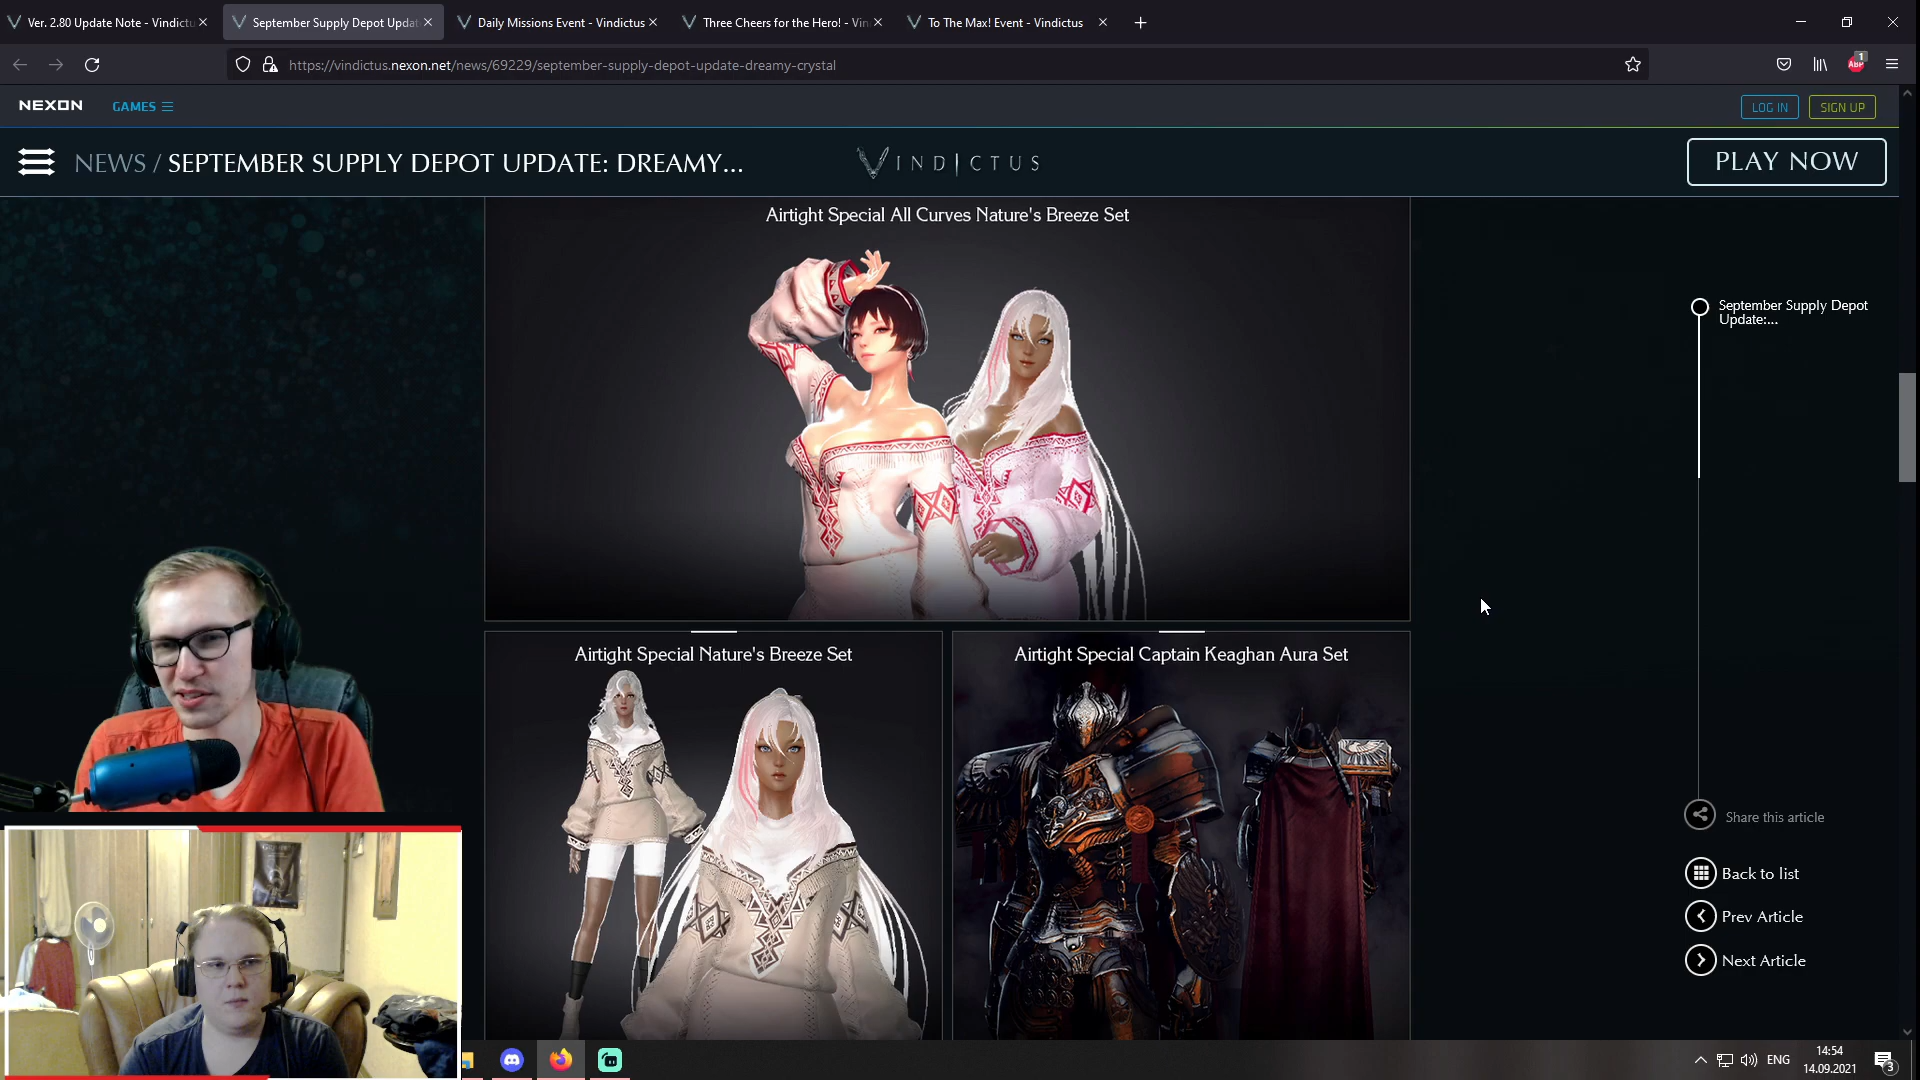 Ver. 2.80 Update Note - Vindictu
September Supply Depot Updat
Daily Missions Event - Vindictus
Three Cheers for the Hero! - Vin
To The Max! Event - Vindictus
https://vindictus.nexon.net/news/69229/september-supply-depot-update-dreamy-crystal
ABP
1
NEXON
GAMES
LOG IN
SIGN UP
NEWS / SEPTEMBER SUPPLY DEPOT UPDATE: DREAMY...
VINDICTUS
PLAY NOW
Airtight Special All Curves Nature's Breeze Set
September Supply Depot
Update:...
Airtight Special Nature's Breeze Set
Airtight Special Captain Keaghan Aura Set
Share this article
Back to list
Prev Article
Next Article
ENG
14:54
14.09.2021
3